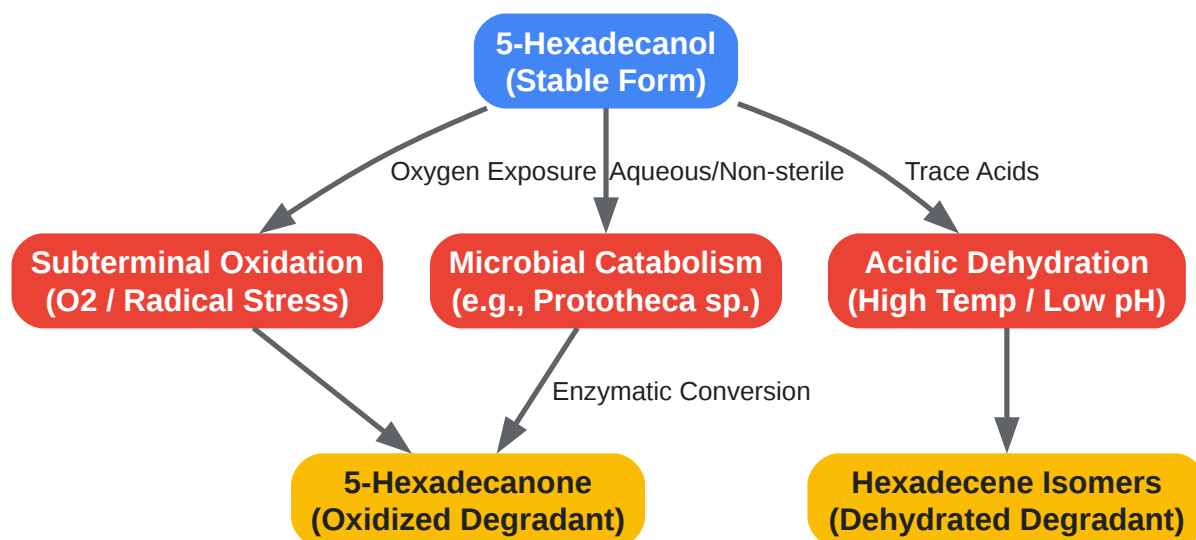 5-Hexadecanol
(Stable Form)
Oxygen Exposure
Aqueous/Non-sterile
Trace Acids
Subterminal Oxidation
(O2 / Radical Stress)
Microbial Catabolism
(e.g., Prototheca sp.)
Acidic Dehydration
(High Temp / Low pH)
Enzymatic Conversion
5-Hexadecanone
(Oxidized Degradant)
Hexadecene Isomers
(Dehydrated Degradant)